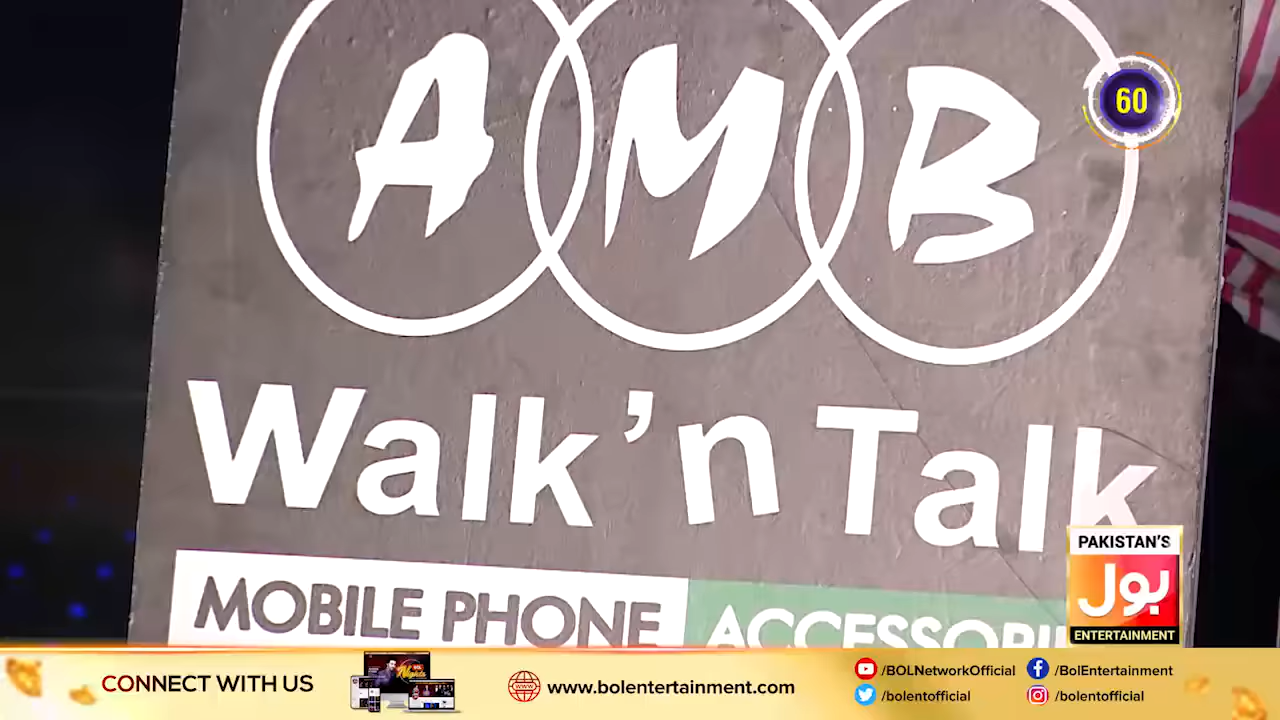 AMB
60
Walk'n Talk
MOBILE PHONE
PAKISTAN'S
بول
ENTERTAINMENT
CONNECT WITH US
www.bolentertainment.com
/BOLNetworkOfficial
/BolEntertainment
/bolentofficial
/bolentofficial